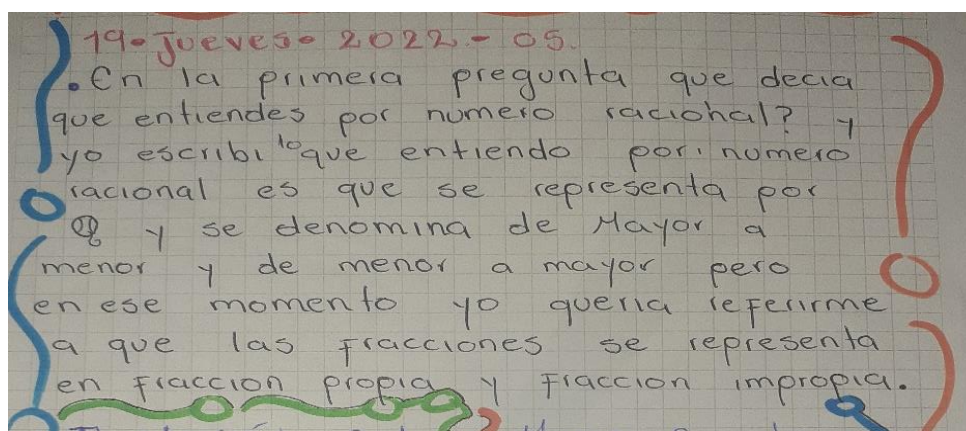 19-Jueves- 2022 - 05.
.En la primera pregunta que decia
que entiendes por numero racional? y
yo escribi lo que entiendo por numero
racional es que se representa por
Q y se denomina de Mayor a
menor y de menor a mayor pero
en ese momento yo queria referirme
a que las Fracciones se representa
en Fraccion propia y Fraccion impropia.